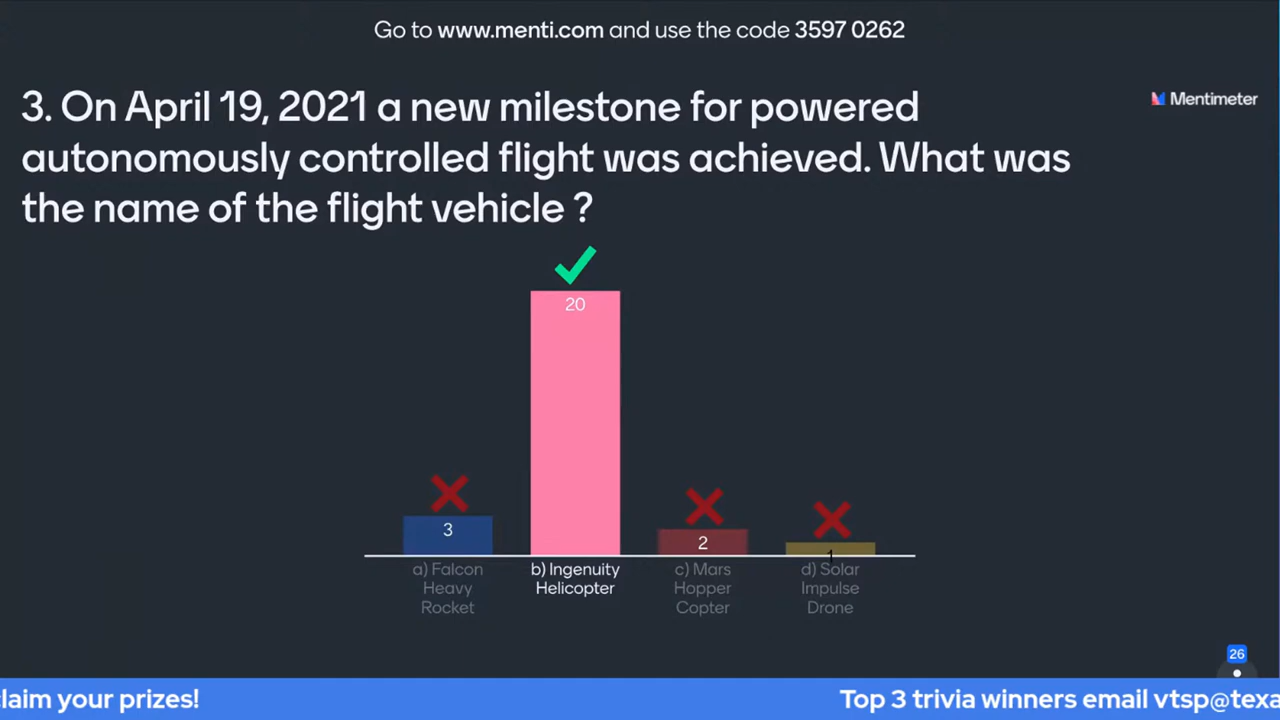 Go to www.menti.com and use the code 3597 0262
Mentimeter
3. On April 19, 2021 a new milestone for powered
autonomously controlled flight was achieved. What was
the name of the flight vehicle ?
20
3
2
1
a) Falcon
Heavy
Rocket
b) Ingenuity
Helicopter
c) Mars
Hopper
Copter
d) Solar
Impulse
Drone
26
claim your prizes!
Top 3 trivia winners email vtsp@texa